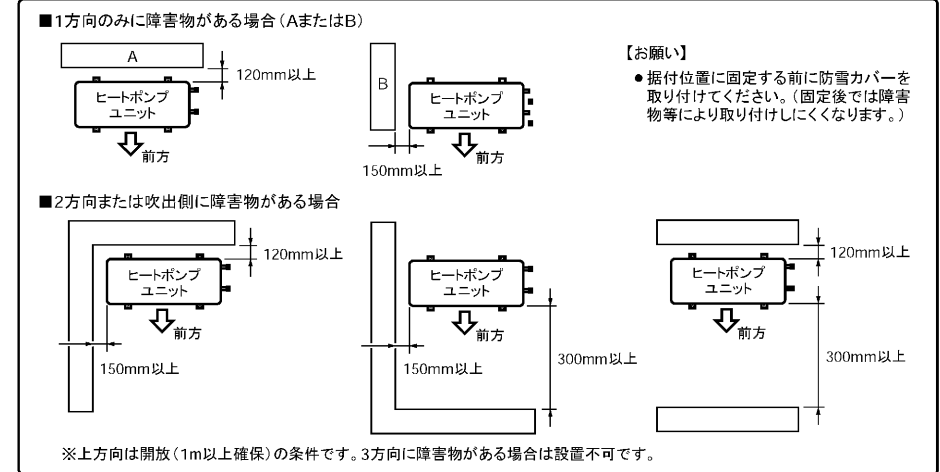 ■1方向のみに障害物がある場合（AまたはB）
A
120mm以上
ヒートポンプ
ユニット
前方
B
ヒートポンプ
ユニット
前方
150mm以上
【お願い】
●据付位置に固定する前に防雪カバーを
取り付けてください。（固定後では障害
物等により取り付けしにくくなります。）
■2方向または吹出側に障害物がある場合
120mm以上
ヒートポンプ
ユニット
前方
150mm以上
ヒートポンプ
ユニット
前方
150mm以上
300mm以上
120mm以上
ヒートポンプ
ユニット
前方
300mm以上
※上方向は開放（1m以上確保）の条件です。3方向に障害物がある場合は設置不可です。